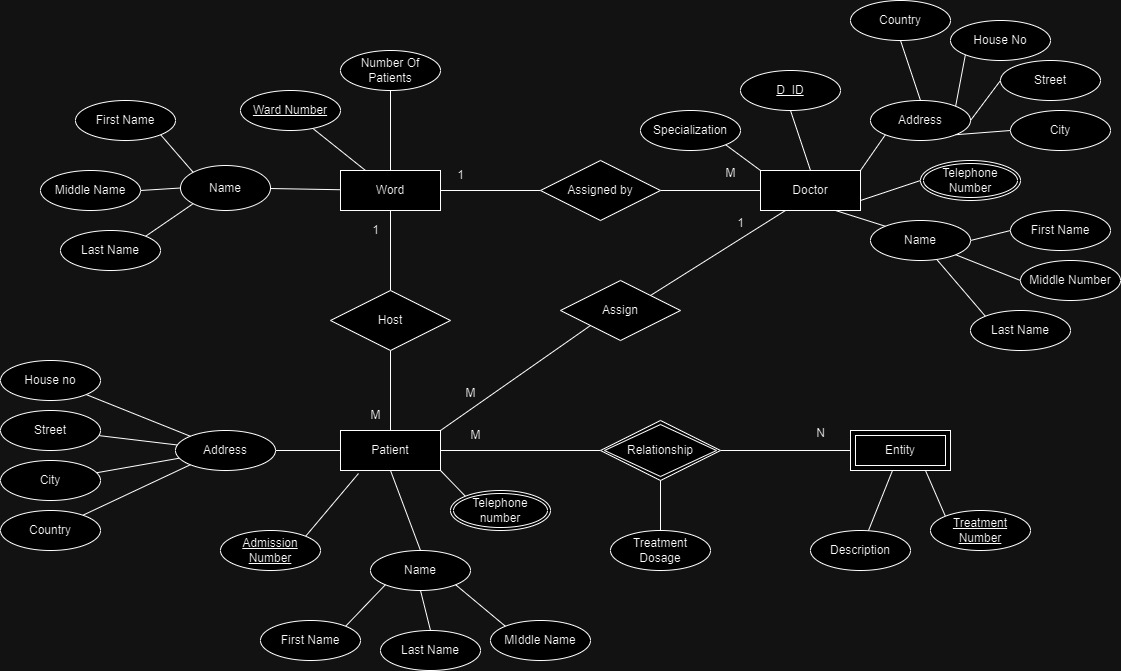 Country
House No
Number Of
Patients
Street
D_ID
Ward Number
First Name
Address
Specialization
City
Telephone
Number
Name
Middle Name
Word
1
Assigned by
M
Doctor
1
1
First Name
Name
Last Name
Middle Number
Assign
Host
Last Name
House no
M
M
Street
M
N
Address
Patient
Relationship
Entity
City
Telephone
number
Country
Admission
Number
Treatment
Dosage
Description
Treatment
Number
Name
First Name
Last Name
MIddle Name